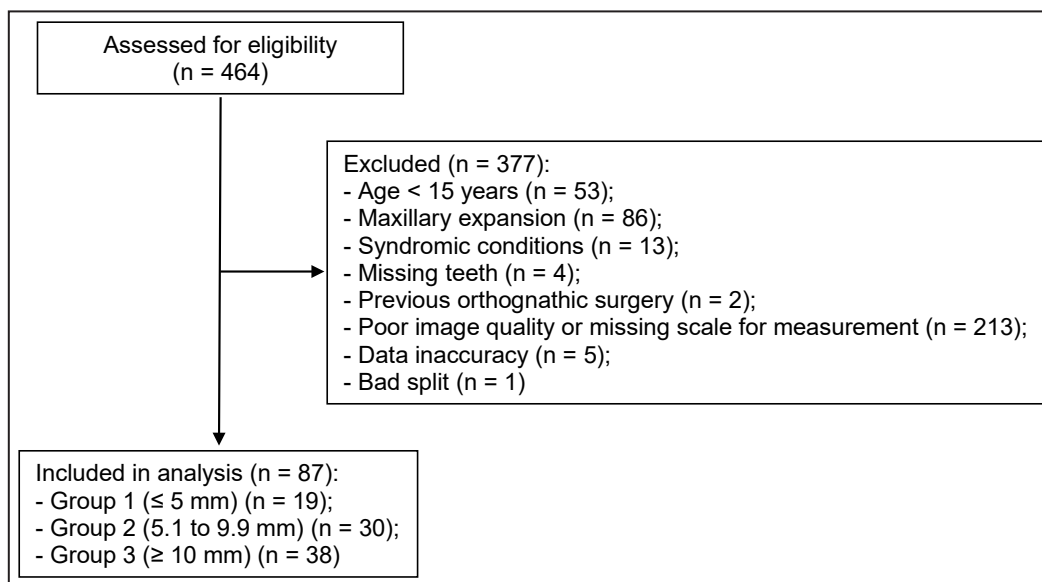 Assessed for eligibility
(n = 464)
Excluded (n = 377):
- Age < 15 years (n = 53);
- Maxillary expansion (n = 86);
- Syndromic conditions (n = 13);
- Missing teeth (n = 4);
- Previous orthognathic surgery (n = 2);
- Poor image quality or missing scale for measurement (n = 213);
- Data inaccuracy (n = 5);
- Bad split (n = 1)
Included in analysis (n = 87):
- Group 1 (≤ 5 mm) (n = 19);
- Group 2 (5.1 to 9.9 mm) (n = 30);
- Group 3 (≥ 10 mm) (n = 38)